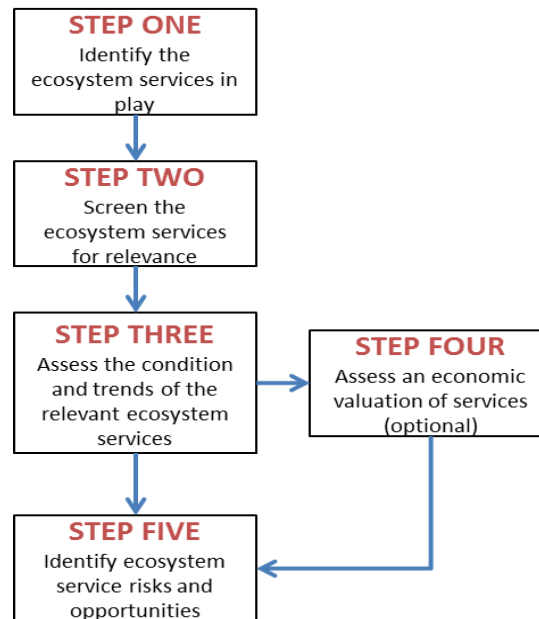 STEP ONE
Identify the
ecosystem services in
play
STEP TWO
Screen the
ecosystem services
for relevance
STEP THREE
Assess the condition
and trends of the
relevant ecosystem
services
STEP FOUR
Assess an economic
valuation of services
(optional)
STEP FIVE
Identify ecosystem
service risks and
opportunities